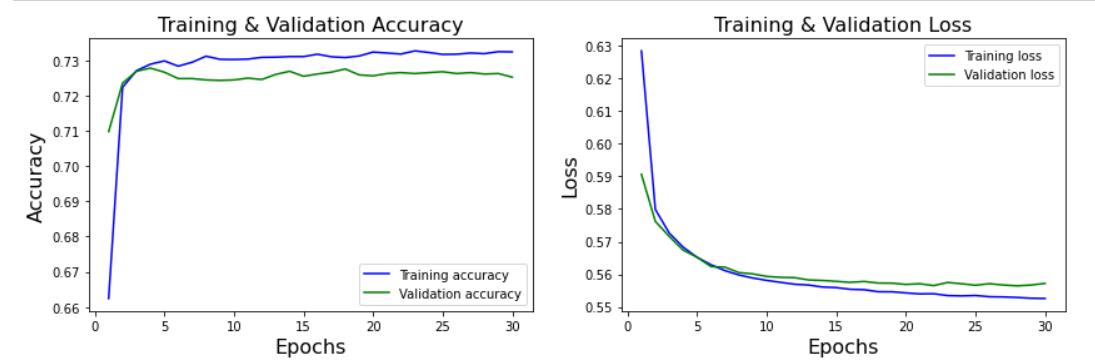 Training & Validation Accuracy
Accuracy
0.73
0.72
0.71
0.70
0.69
0.68
0.67
0.66
Training accuracy
Validation accuracy
0 5 10 15 20 25 30
Epochs
Training & Validation Loss
Loss
0.63
0.62
0.61
0.60
0.59
0.58
0.57
0.56
0.55
Training loss
Validation loss
0 5 10 15 20 25 30
Epochs